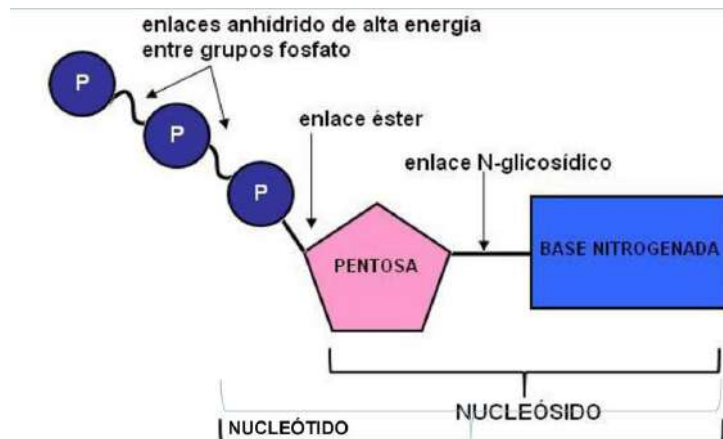 enlaces anhídrido de alta energía
entre grupos fosfato
P
P
P
enlace éster
enlace N-glicosídico
PENTOSA
BASE NITROGENADA
NUCLEÓSIDO
NUCLEÓTIDO